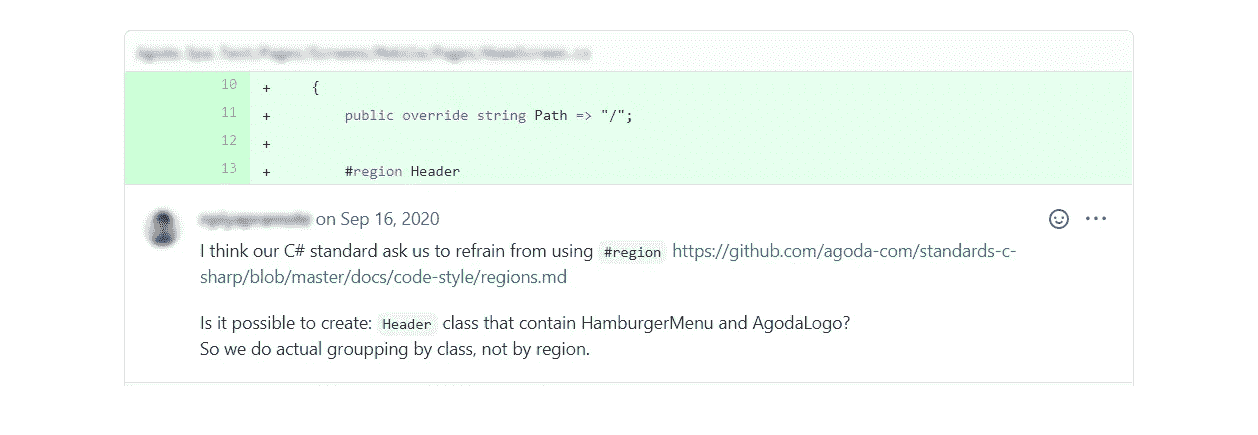 10 + {
11 + public override string Path => "/";
12 +
13 + #region Header
on Sep 16, 2020
I think our C# standard ask us to refrain from using #region https://github.com/agoda-com/standards-c-
sharp/blob/master/docs/code-style/regions.md
Is it possible to create: Header class that contain HamburgerMenu and AgodaLogo?
So we do actual groupping by class, not by region.